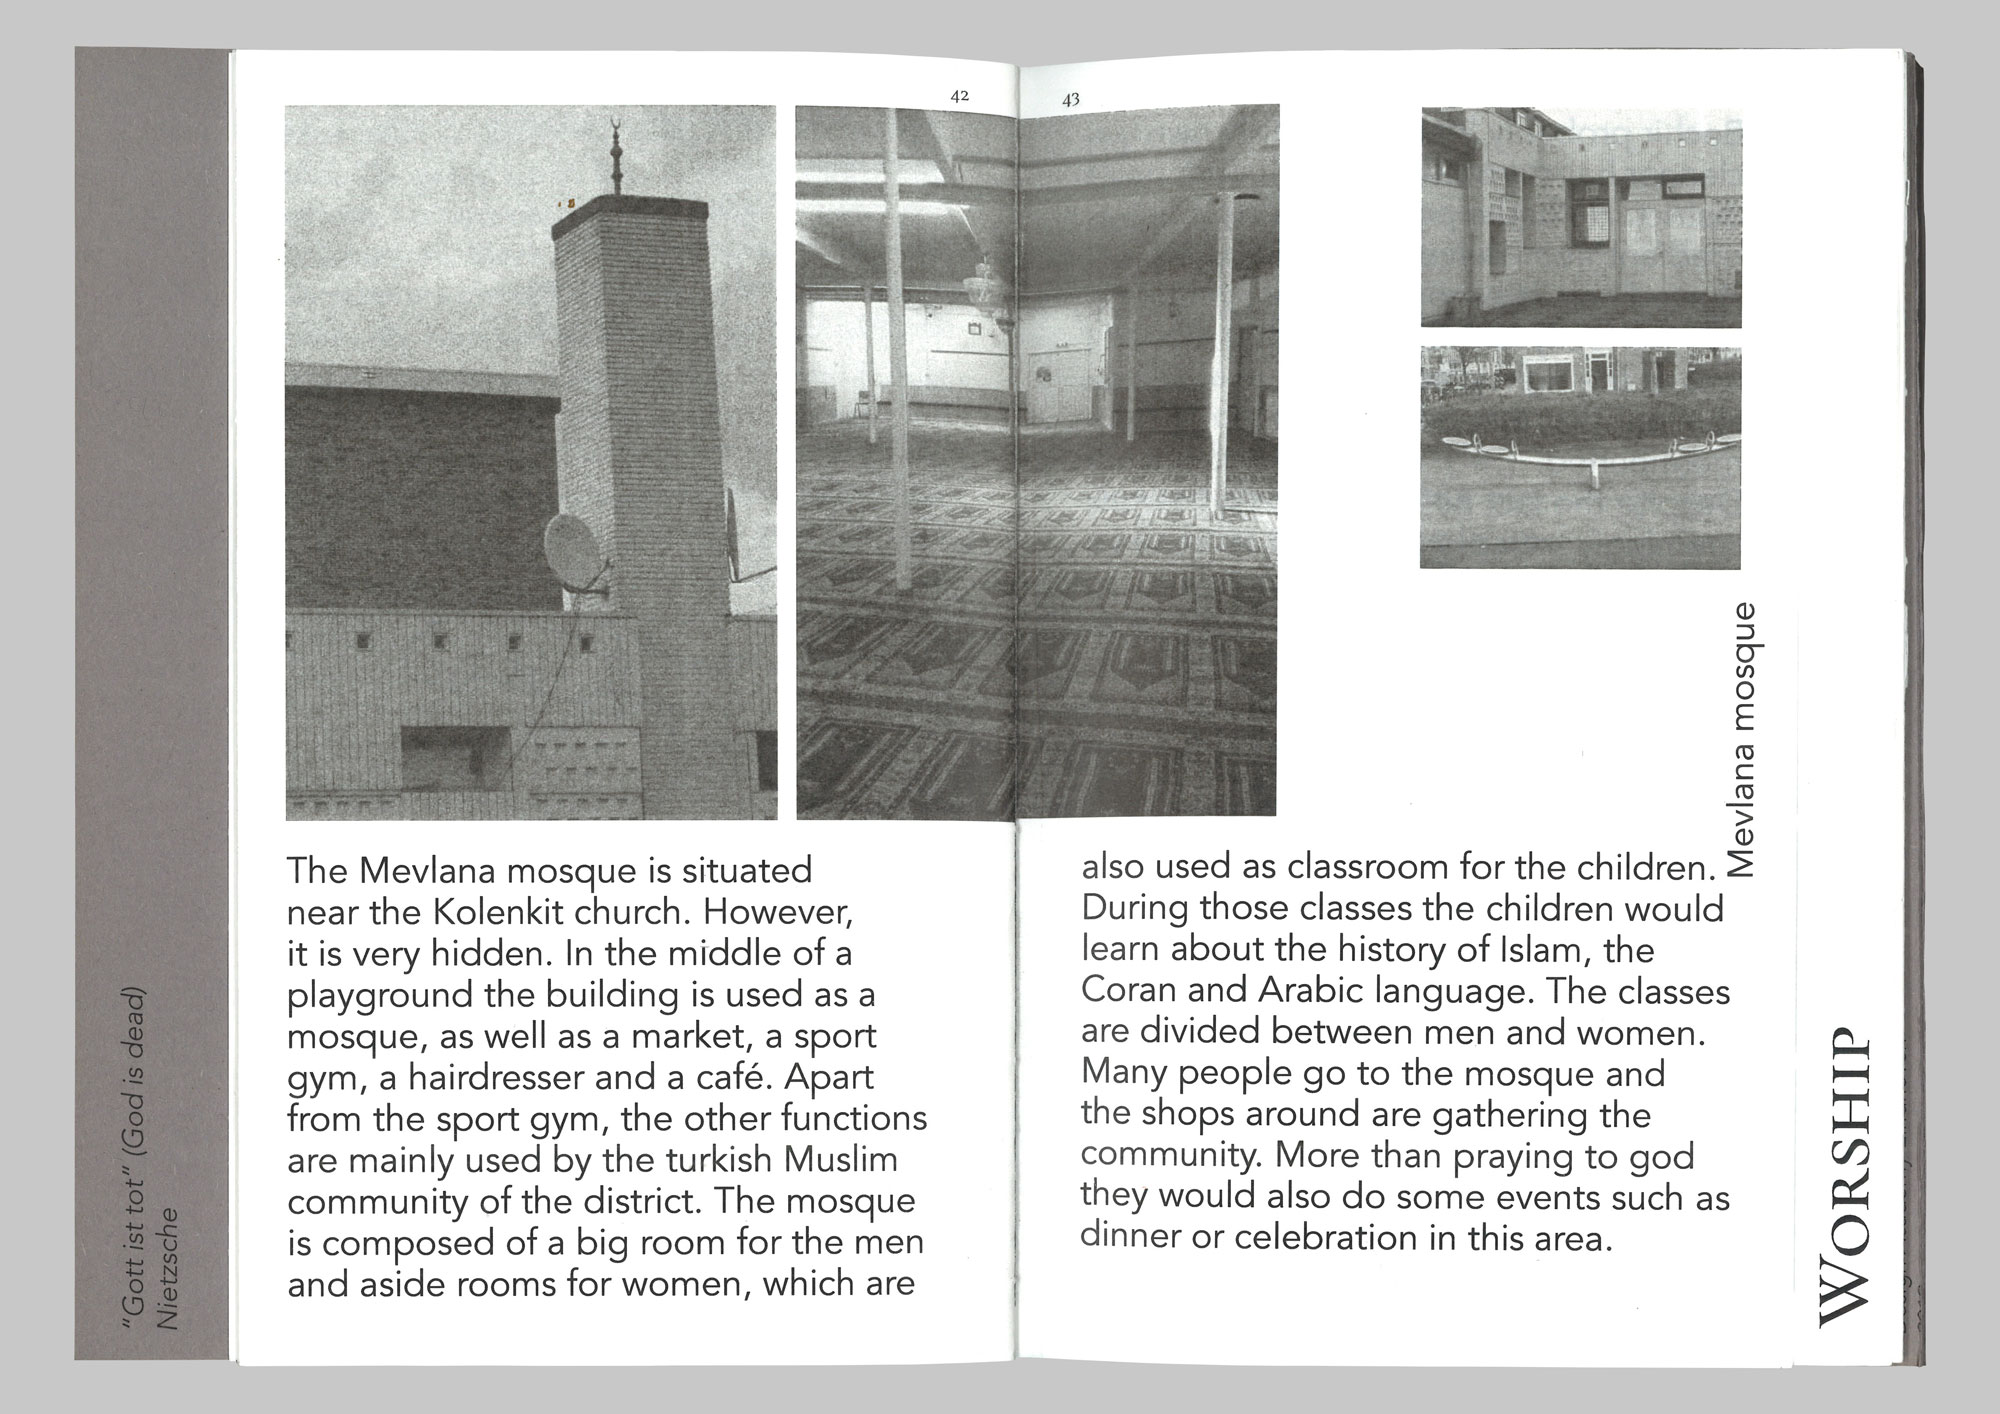 "Gott ist tot" (God is dead)
Nietzsche
42
The Mevlana mosque is situated
near the Kolenkit church. However,
it is very hidden. In the middle of a
playground the building is used as a
mosque, as well as a market, a sport
gym, a hairdresser and a café. Apart
from the sport gym, the other functions
are mainly used by the turkish Muslim
community of the district. The mosque
is composed of a big room for the men
and aside rooms for women, which are
43
also used as classroom for the children.
During those classes the children would
learn about the history of Islam, the
Coran and Arabic language. The classes
are divided between men and women.
Many people go to the mosque and
the shops around are gathering the
community. More than praying to god
they would also do some events such as
dinner or celebration in this area.
Mevlana mosque
WORSHIP